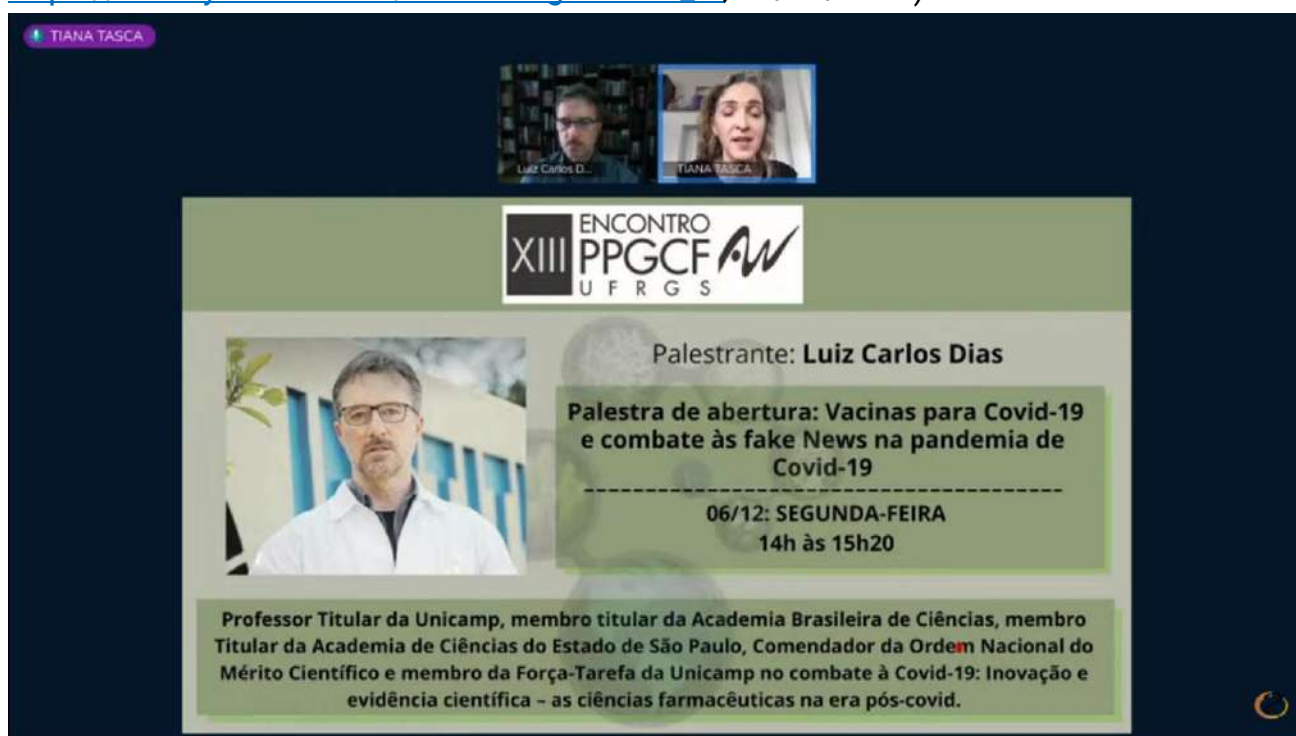 TIANA TASCA
Luiz Carlos D...
TIANA TASCA
XIII
ENCONTRO
PPGCF
UFRGS
Palestrante: Luiz Carlos Dias
Palestra de abertura: Vacinas para Covid-19
e combate às fake News na pandemia de
Covid-19
06/12: SEGUNDA-FEIRA
14h às 15h20
Professor Titular da Unicamp, membro titular da Academia Brasileira de Ciências, membro
Titular da Academia de Ciências do Estado de São Paulo, Comendador da Ordem Nacional do
Mérito Científico e membro da Força-Tarefa da Unicamp no combate à Covid-19: Inovação e
evidência científica – as ciências farmacêuticas na era pós-covid.